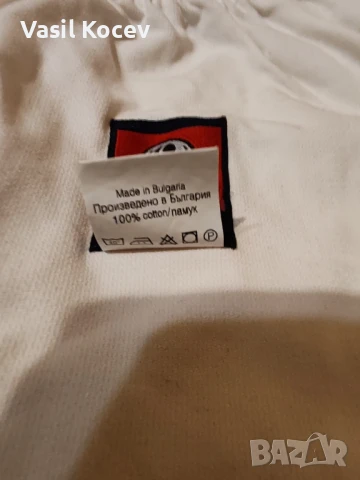 Vasil Kocev
Made in Bulgaria
Произведено в България
100% cotton/памук
P
BAZAR